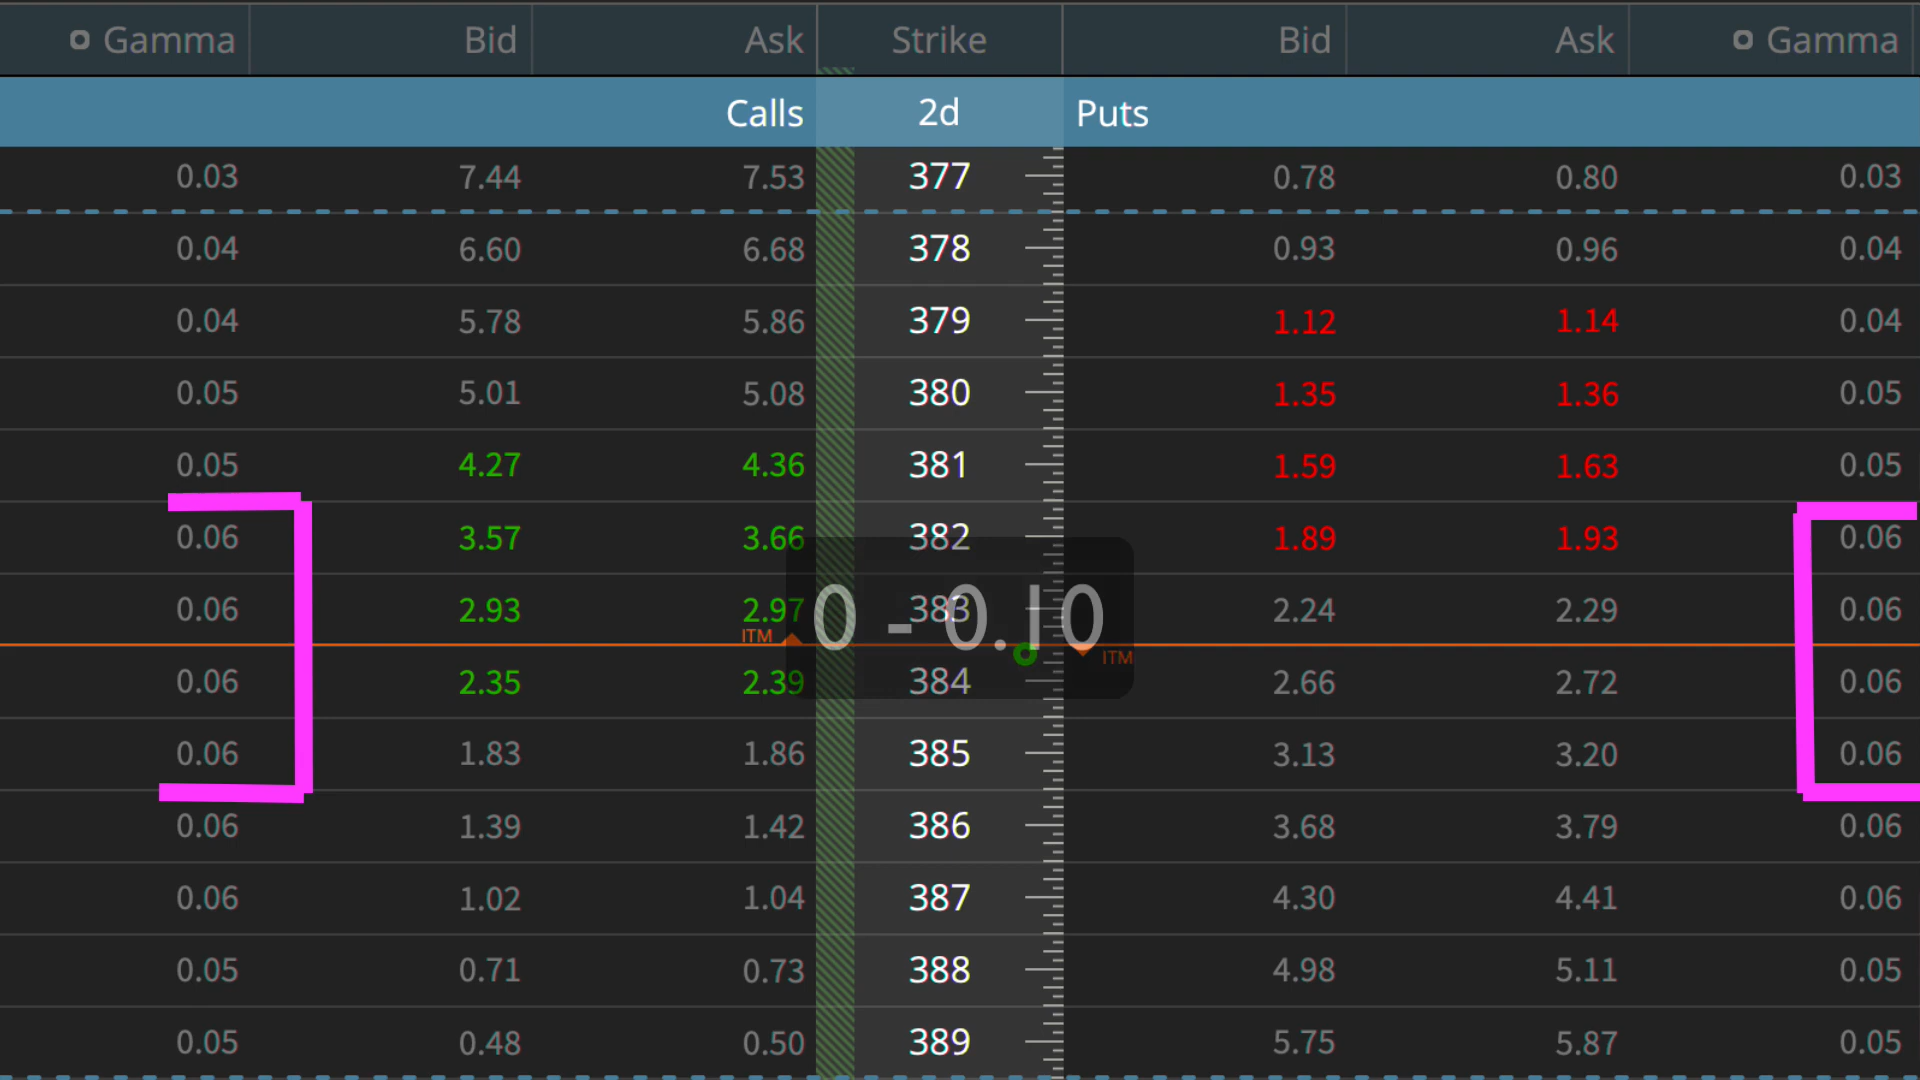 Gamma Bid Ask Strike Bid Ask Gamma
Calls 2d Puts
0.03 7.44 7.53 377 0.78 0.80 0.03
0.04 6.60 6.68 378 0.93 0.96 0.04
0.04 5.78 5.86 379 1.12 1.14 0.04
0.05 5.01 5.08 380 1.35 1.36 0.05
0.05 4.27 4.36 381 1.59 1.63 0.05
0.06 3.57 3.66 382 1.89 1.93 0.06
0.06 2.93 2.97 383 2.24 2.29 0.06
0 - 0.10
ITM ITM
0.06 2.35 2.39 384 2.66 2.72 0.06
0.06 1.83 1.86 385 3.13 3.20 0.06
0.06 1.39 1.42 386 3.68 3.79 0.06
0.06 1.02 1.04 387 4.30 4.41 0.06
0.05 0.71 0.73 388 4.98 5.11 0.05
0.05 0.48 0.50 389 5.75 5.87 0.05